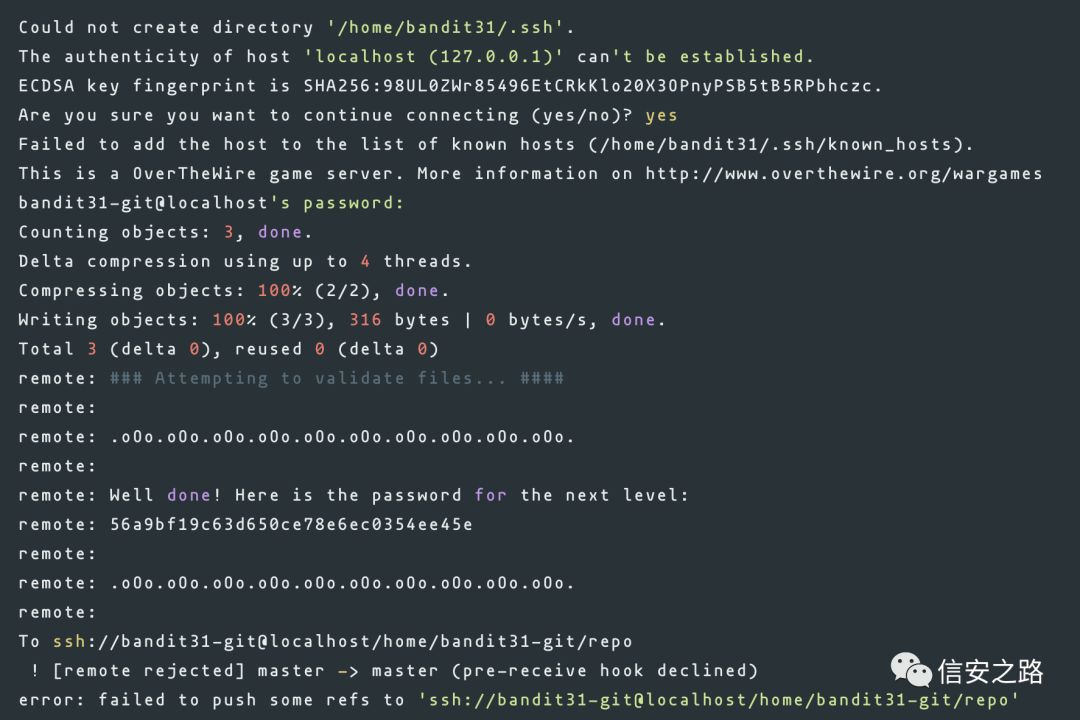 Could not create directory '/home/bandit31/.ssh'.
The authenticity of host 'localhost (127.0.0.1)' can't be established.
ECDSA key fingerprint is SHA256:98UL0ZWr85496EtCRkKlo20X3OPnyPSB5tB5RPbhczc.
Are you sure you want to continue connecting (yes/no)? yes
Failed to add the host to the list of known hosts (/home/bandit31/.ssh/known_hosts).
This is a OverTheWire game server. More information on http://www.overthewire.org/wargames
bandit31-git@localhost's password:
Counting objects: 3, done.
Delta compression using up to 4 threads.
Compressing objects: 100% (2/2), done.
Writing objects: 100% (3/3), 316 bytes | 0 bytes/s, done.
Total 3 (delta 0), reused 0 (delta 0)
remote: ### Attempting to validate files... ####
remote:
remote: .oOo.oOo.oOo.oOo.oOo.oOo.oOo.oOo.oOo.oOo.
remote:
remote: Well done! Here is the password for the next level:
remote: 56a9bf19c63d650ce78e6ec0354ee45e
remote:
remote: .oOo.oOo.oOo.oOo.oOo.oOo.oOo.oOo.oOo.oOo.
remote:
To ssh://bandit31-git@localhost/home/bandit31-git/repo
! [remote rejected] master -> master (pre-receive hook declined)
error: failed to push some refs to 'ssh://bandit31-git@localhost/home/bandit31-git/repo'
信安之路